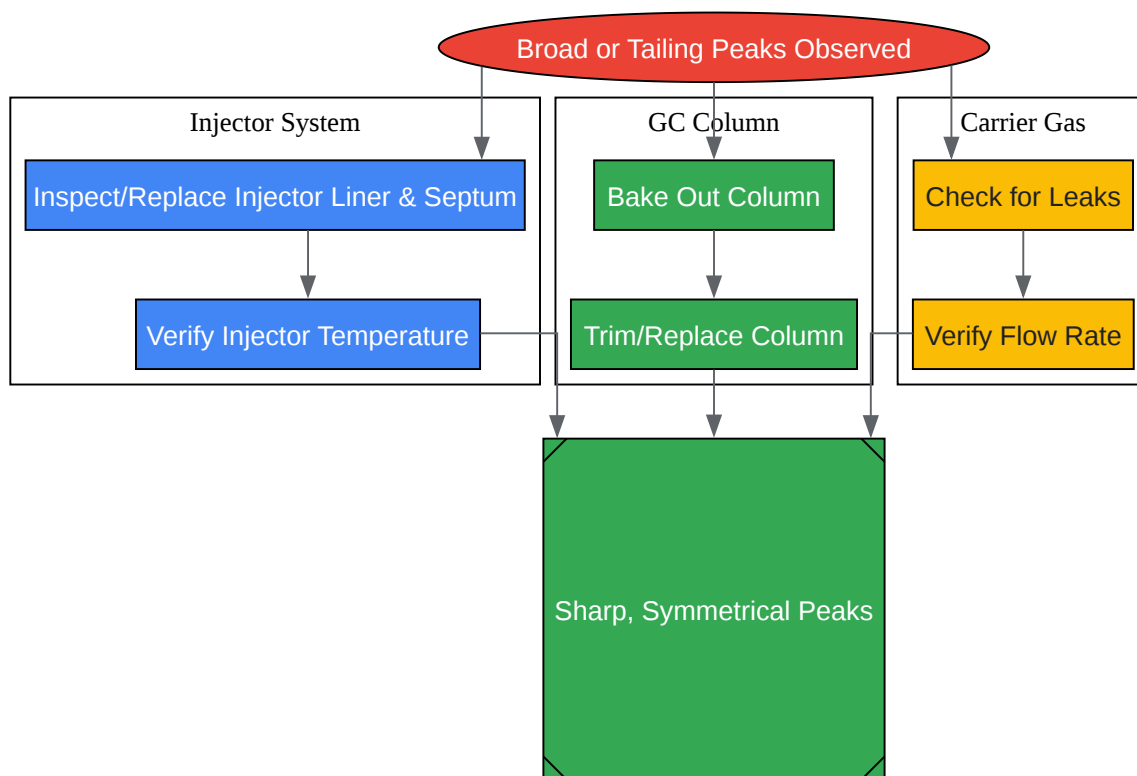 Broad or Tailing Peaks Observed
Injector System
GC Column
Carrier Gas
Inspect/Replace Injector Liner & Septum
Bake Out Column
Check for Leaks
Verify Injector Temperature
Trim/Replace Column
Verify Flow Rate
Sharp, Symmetrical Peaks